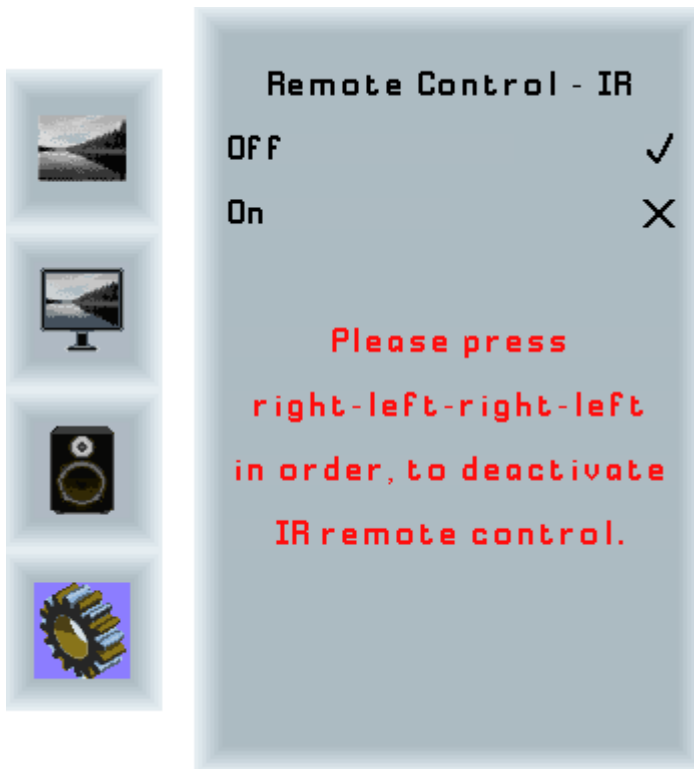 Remote Control - IR
Off ✓
On ✕
Please press
right-left-right-left
in order, to deactivate
IR remote control.